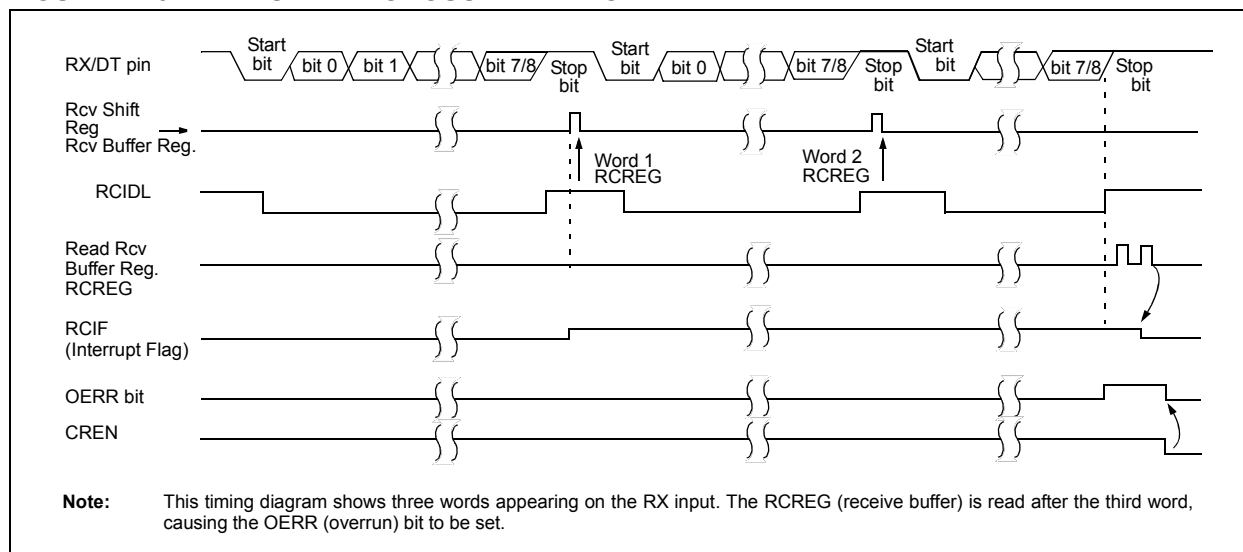 RX/DT pin
Start
bit
bit 0
bit 1
bit 7/8
Stop
bit
Start
bit
bit 0
bit 7/8
Stop
bit
Start
bit
bit 7/8
Stop
bit
Rcv Shift
Reg
Rcv Buffer Reg.
Word 1
RCREG
Word 2
RCREG
RCIDL
Read Rcv
Buffer Reg.
RCREG
RCIF
(Interrupt Flag)
OERR bit
CREN
Note: This timing diagram shows three words appearing on the RX input. The RCREG (receive buffer) is read after the third word,
causing the OERR (overrun) bit to be set.